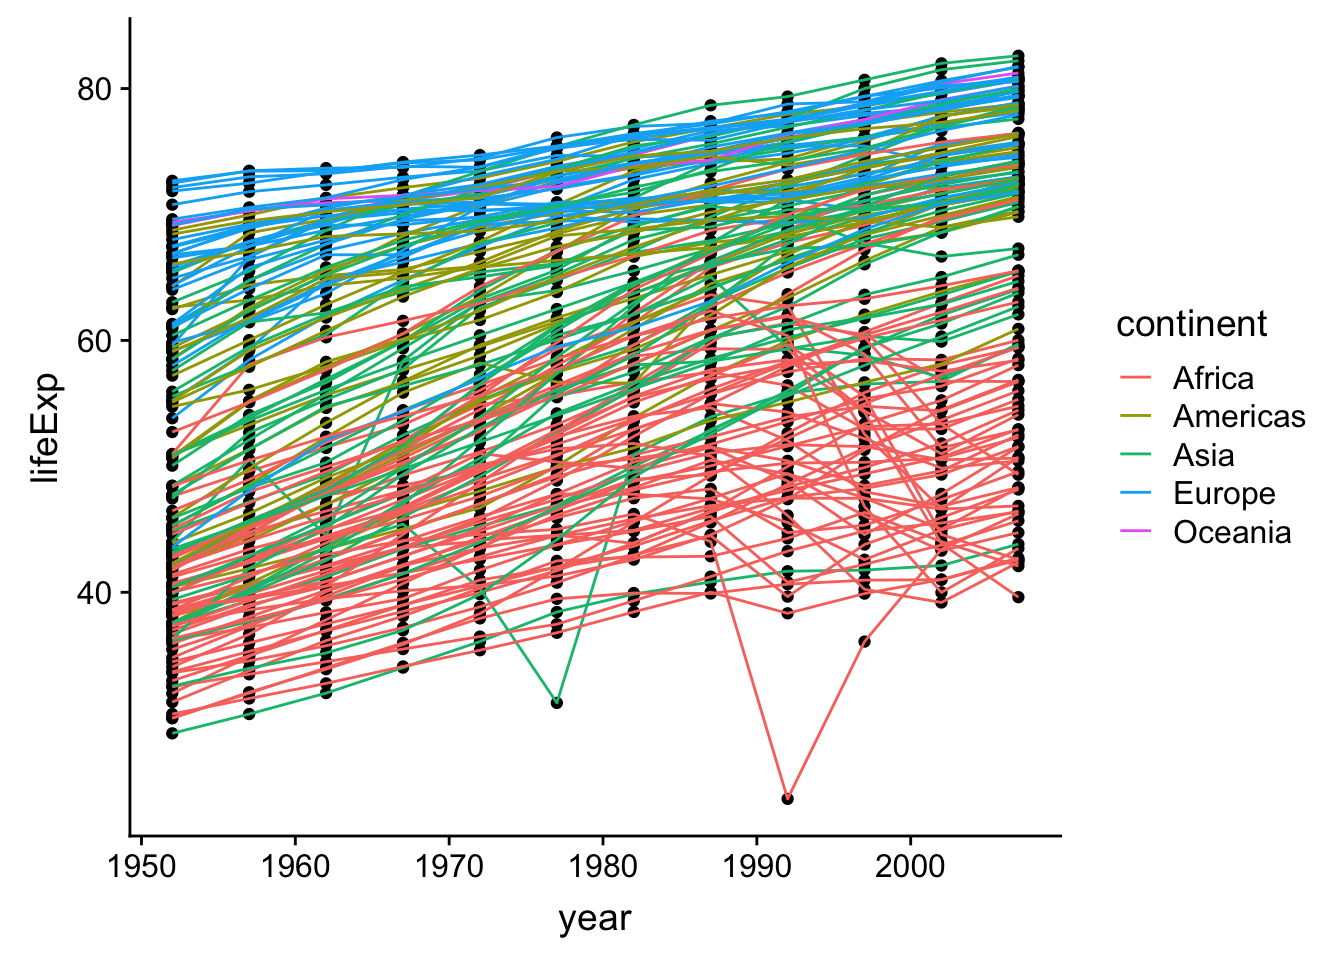 80
60
40
lifeExp
1950 1960 1970 1980 1990 2000
year
continent
Africa
Americas
Asia
Europe
Oceania